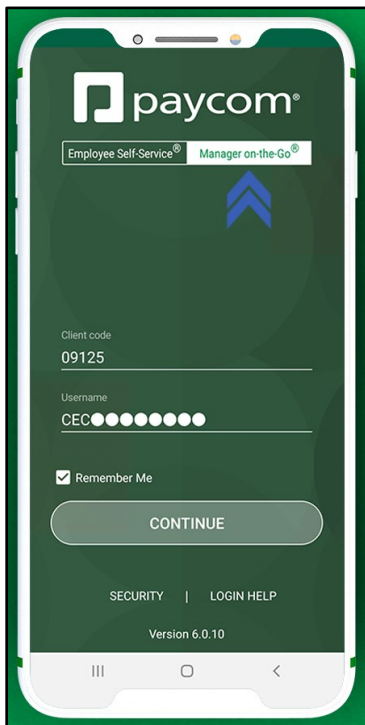 paycom®
Employee Self-Service® Manager on-the-Go®
Client code
09125
Username
CEC●●●●●●●●
Remember Me
CONTINUE
SECURITY | LOGIN HELP
Version 6.0.10